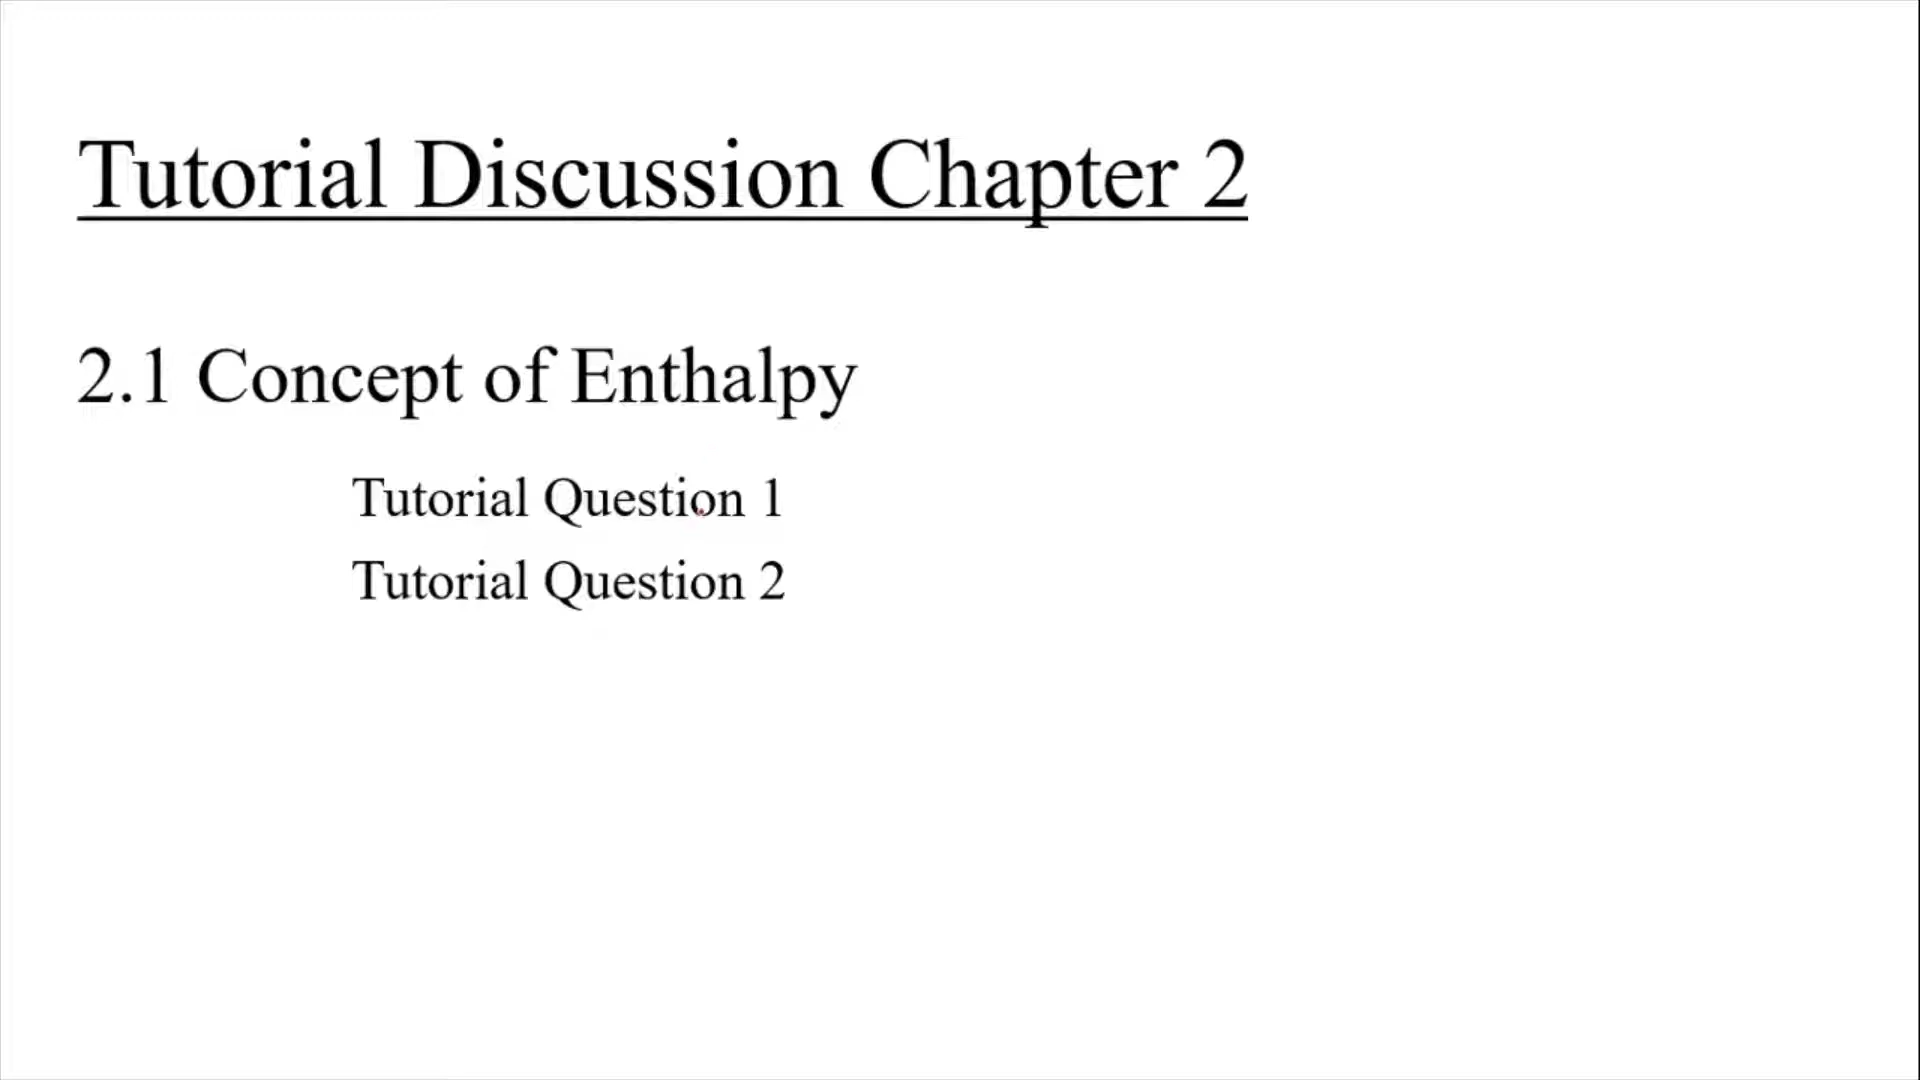 Tutorial Discussion Chapter 2
2.1 Concept of Enthalpy
Tutorial Question 1
Tutorial Question 2